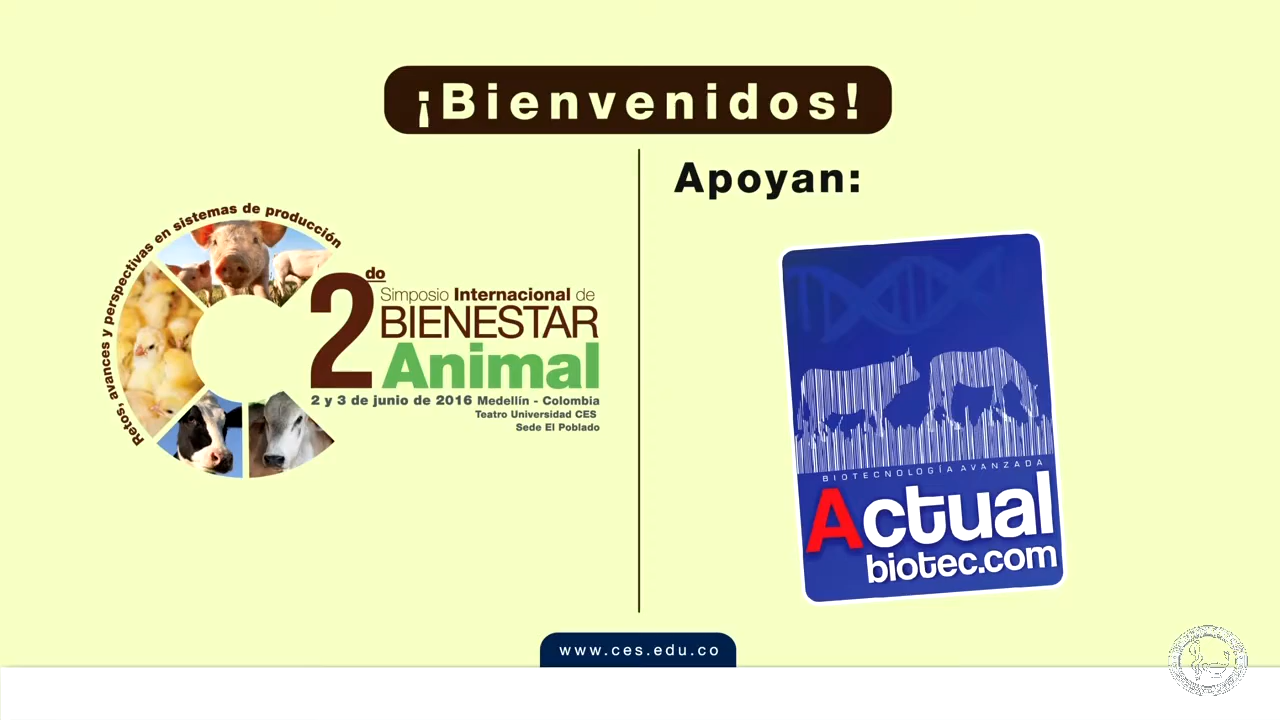 ¡Bienvenidos!
Retos, avances y perspectivas en sistemas de producción
2do
Simposio Internacional de
BIENESTAR
Animal
2 y 3 de junio de 2016 Medellín - Colombia
Teatro Universidad CES
Sede El Poblado
Apoyan:
BIOTECNOLOGÍA AVANZADA
Actual
biotec.com
www.ces.edu.co